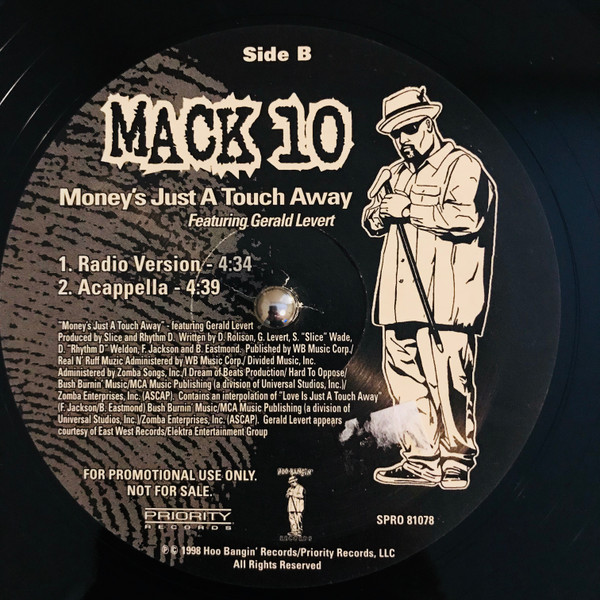 Side B
MACK 10
Money's Just A Touch Away
Featuring Gerald Levert
1. Radio Version - 4:34
2. Acappella - 4:39
"Money's Just A Touch Away" - featuring Gerald Levert
Produced by Slice and Rhythm D. Written by D. Rolison, G. Levert, S. "Slice" Wade,
D. "Rhythm D" Weldon, F. Jackson and B. Eastmond. Published by WB Music Corp./
Real N' Ruff Muzic Administered by WB Music Corp./ Divided Music, Inc.
Administered by Zomba Songs, Inc./I Dream of Beats Production/ Hard To Oppose/
Bush Burnin' Music/MCA Music Publishing (a division of Universal Studios, Inc.)/
Zomba Enterprises, Inc. (ASCAP). Contains an interpolation of "Love Is Just A Touch Away"
(F. Jackson/B. Eastmond) Bush Burnin' Music/MCA Music Publishing (a division of
Universal Studios, Inc.)/Zomba Enterprises, Inc. (ASCAP). Gerald Levert appears
courtesy of East West Records/Elektra Entertainment Group
FOR PROMOTIONAL USE ONLY.
NOT FOR SALE.
PRIORITY
RECORDS
HOO-BANGIN'
RECORDS
SPRO 81078
℗ © 1998 Hoo Bangin' Records/Priority Records, LLC
All Rights Reserved